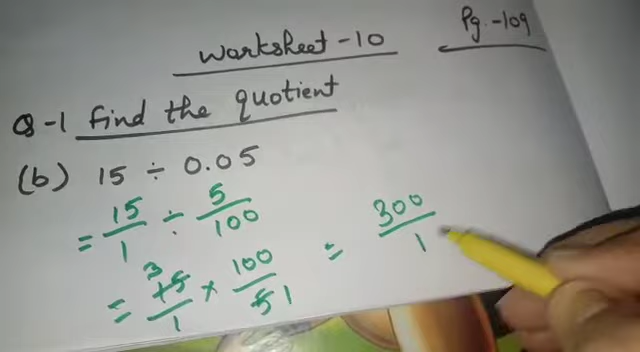 Worksheet-10
Pg.-109
Q-1 Find the quotient
(b) 15 ÷ 0.05
= 15/1 ÷ 5/100
= 3 15/1 × 100/5 1 = 300/1